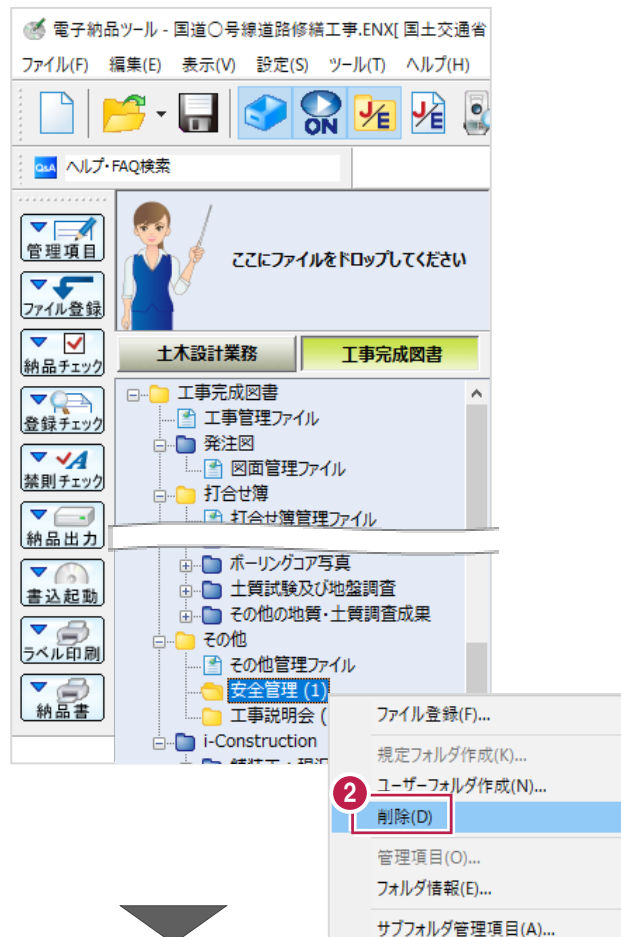 電子納品ツール - 国道〇号線道路修繕工事.ENX[ 国土交通省
ファイル(F) 編集(E) 表示(V) 設定(S) ツール(T) ヘルプ(H)
ON J/E J/E
Q&A ヘルプ・FAQ検索
管理項目
ファイル登録
納品チェック
登録チェック
禁則チェック
納品出力
書込起動
ラベル印刷
納品書
ここにファイルをドロップしてください
土木設計業務 工事完成図書
工事完成図書
工事管理ファイル
発注図
図面管理ファイル
打合せ簿
打合せ簿管理ファイル
ボーリングコア写真
土質試験及び地盤調査
その他の地質・土質調査成果
その他
その他管理ファイル
安全管理 (1)
工事説明会 (
i-Construction
ファイル登録(F)...
規定フォルダ作成(K)...
ユーザーフォルダ作成(N)...
2
削除(D)
管理項目(O)...
フォルダ情報(E)...
サブフォルダ管理項目(A)...